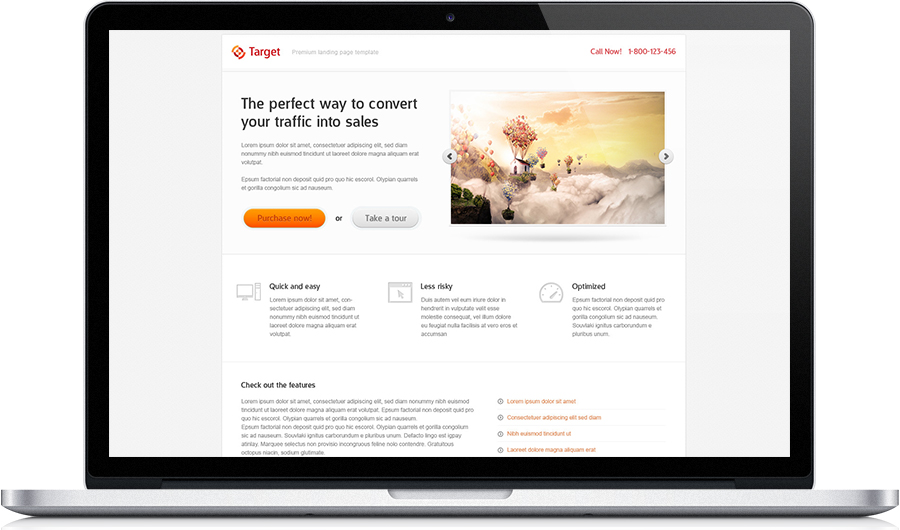 Target Premium landing page template Call Now! 1-800-123-456
The perfect way to convert
your traffic into sales
Lorem ipsum dolor sit amet, consectetuer adipiscing elit, sed diam
nonummy nibh euismod tincidunt ut laoreet dolore magna aliquam erat
volutpat.
Epsum factorial non deposit quid pro quo hic escorol. Olypian quarrels
et gorilla congolium sic ad nauseum.
Purchase now! or Take a tour
Quick and easy
Lorem ipsum dolor sit amet, con-
sectetuer adipiscing elit, sed diam
nonummy nibh euismod tincidunt ut
laoreet dolore magna aliquam erat
volutpat.
Less risky
Duis autem vel eum iriure dolor in
hendrerit in vulputate velit esse
molestie consequat, vel illum dolore
eu feugiat nulla facilisis at vero eros et
accumsan
Optimized
Epsum factorial non deposit quid pro
quo hic escorol. Olypian quarrels et
gorilla congolium sic ad nauseum.
Souvlaki ignitus carborundum e
pluribus unum.
Check out the features
Lorem ipsum dolor sit amet, consectetuer adipiscing elit, sed diam nonummy nibh euismod
tincidunt ut laoreet dolore magna aliquam erat volutpat. Epsum factorial non deposit quid pro
quo hic escorol.
Epsum factorial non deposit quid pro quo hic escorol. Olypian quarrels et gorilla congolium
sic ad nauseum. Souvlaki ignitus carborundum e pluribus unum. Defacto lingo est igpay
atinlay. Marquee selectus non provisio incongruous feline nolo contendre. Gratuitous
octopus niacin, sodium glutimate.
Lorem ipsum dolor sit amet
Consectetuer adipiscing elit sed diam
Nibh euismod tincidunt ut
Laoreet dolore magna aliquam erat